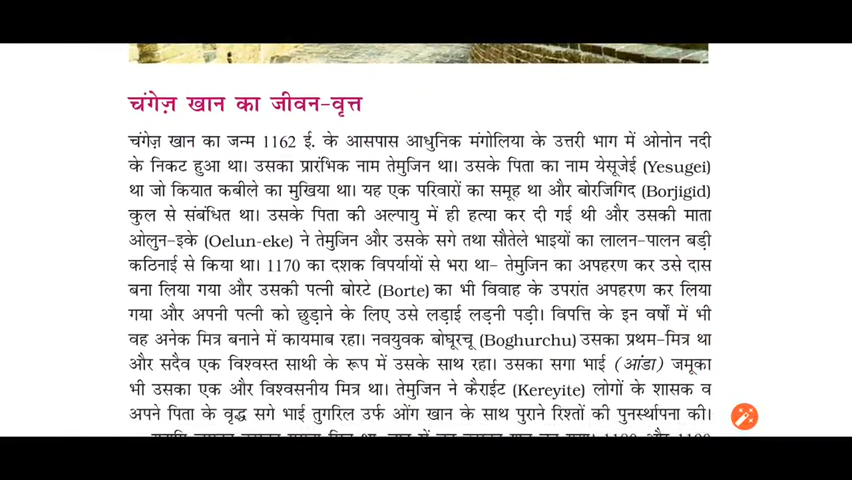 चंगेज़ खान का जीवन-वृत्त
चंगेज़ खान का जन्म 1162 ई. के आसपास आधुनिक मंगोलिया के उत्तरी भाग में ओनोन नदी
के निकट हुआ था। उसका प्रारंभिक नाम तेमुजिन था। उसके पिता का नाम येसूजेई (Yesugei)
था जो कियात कबीले का मुखिया था। यह एक परिवारों का समूह था और बोरजिगिद (Borjigid)
कुल से संबंधित था। उसके पिता की अल्पायु में ही हत्या कर दी गई थी और उसकी माता
ओलुन-इके (Oelun-eke) ने तेमुजिन और उसके सगे तथा सौतेले भाइयों का लालन-पालन बड़ी
कठिनाई से किया था। 1170 का दशक विपर्यायों से भरा था- तेमुजिन का अपहरण कर उसे दास
बना लिया गया और उसकी पत्नी बोरटे (Borte) का भी विवाह के उपरांत अपहरण कर लिया
गया और अपनी पत्नी को छुड़ाने के लिए उसे लड़ाई लड़नी पड़ी। विपत्ति के इन वर्षों में भी
वह अनेक मित्र बनाने में कायमाब रहा। नवयुवक बोघूरचू (Boghurchu) उसका प्रथम-मित्र था
और सदैव एक विश्वस्त साथी के रूप में उसके साथ रहा। उसका सगा भाई (आंडा) जमूका
भी उसका एक और विश्वसनीय मित्र था। तेमुजिन ने कैराईट (Kereyite) लोगों के शासक व
अपने पिता के वृद्ध सगे भाई तुगरिल उर्फ ओंग खान के साथ पुराने रिश्तों की पुनर्स्थापना की।